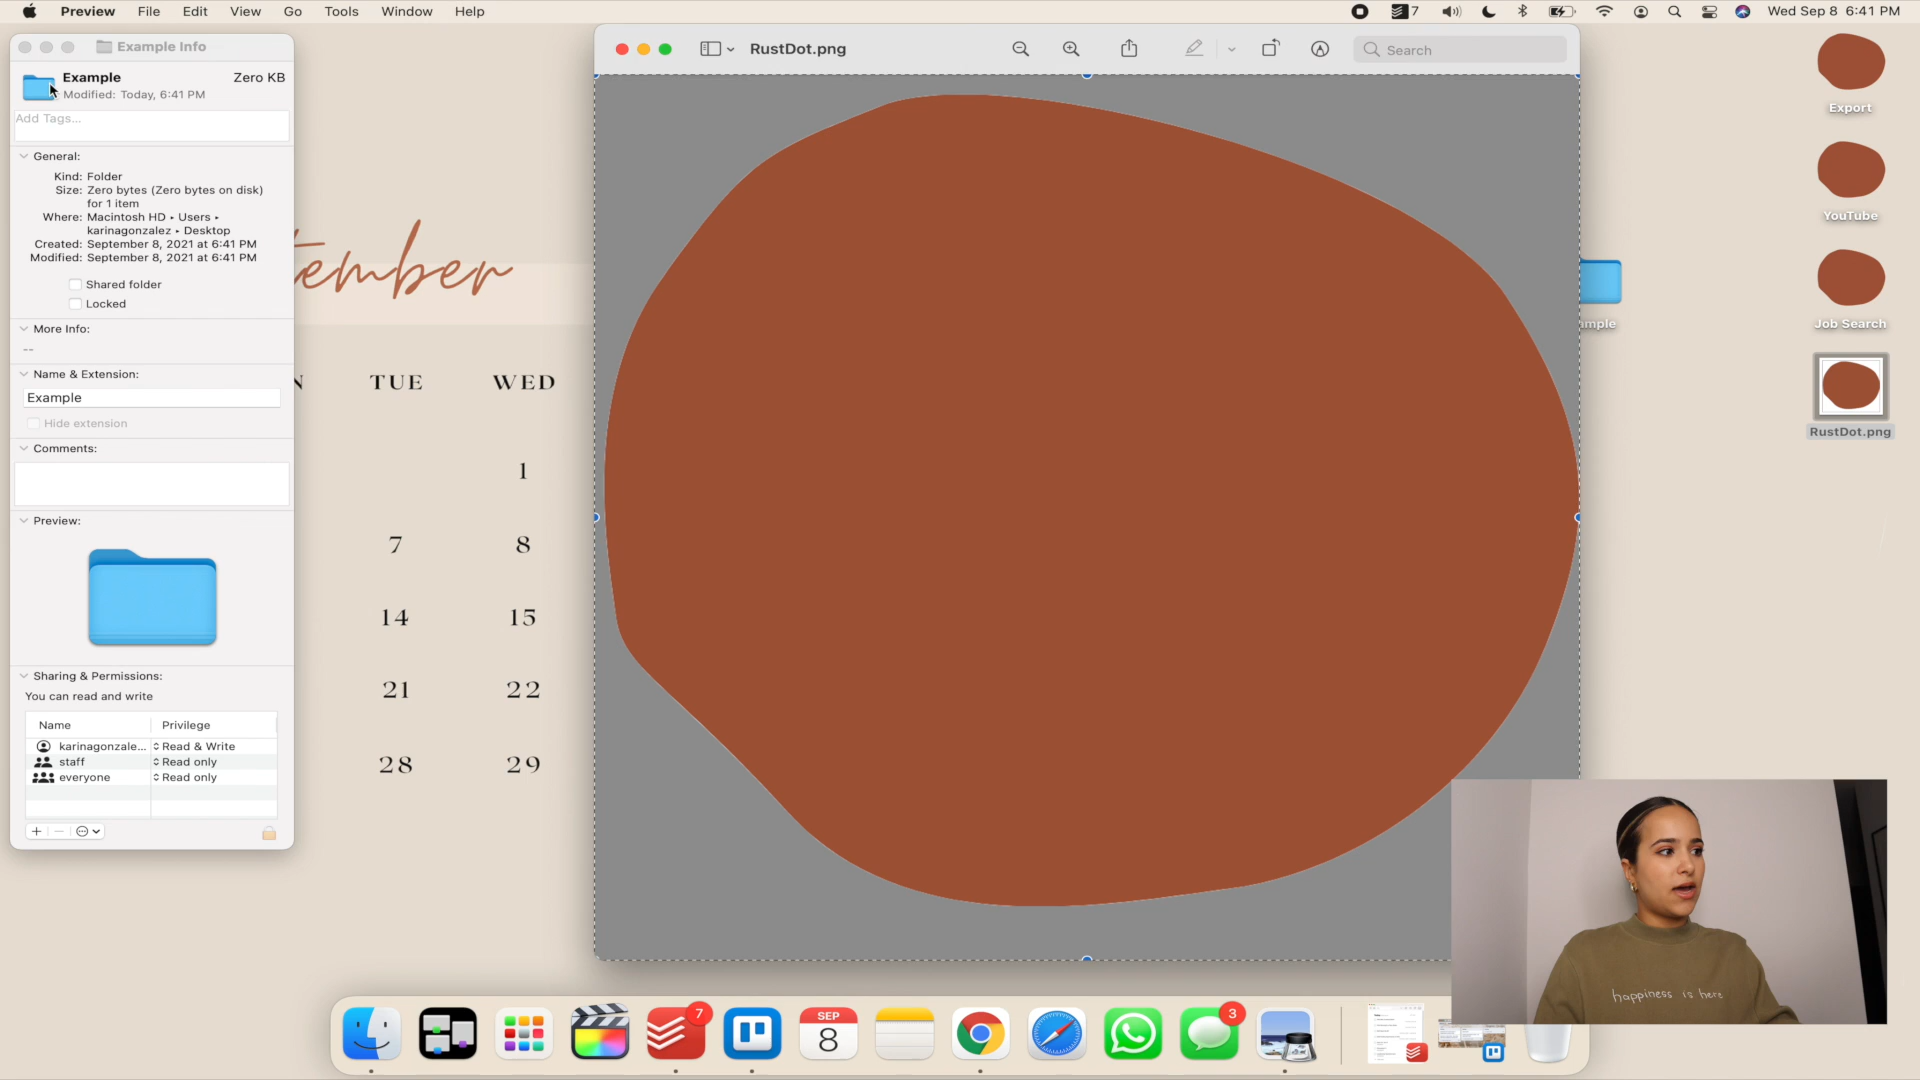 Preview File Edit View Go Tools Window Help
7
Wed Sep 8 6:41 PM
Example Info
Example Zero KB
Modified: Today, 6:41 PM
Add Tags...
General:
Kind: Folder
Size: Zero bytes (Zero bytes on disk)
for 1 item
Where: Macintosh HD ▸ Users ▸
karinagonzalez ▸ Desktop
Created: September 8, 2021 at 6:41 PM
Modified: September 8, 2021 at 6:41 PM
Shared folder
Locked
More Info:
--
Name & Extension:
Example
Hide extension
Comments:
Preview:
Sharing & Permissions:
You can read and write
Name Privilege
karinagonzale... Read & Write
staff Read only
everyone Read only
tember
N TUE WED
1
7 8
14 15
21 22
28 29
RustDot.png
Search
mple
Export
YouTube
Job Search
RustDot.png
happiness is here
7
SEP
8
3